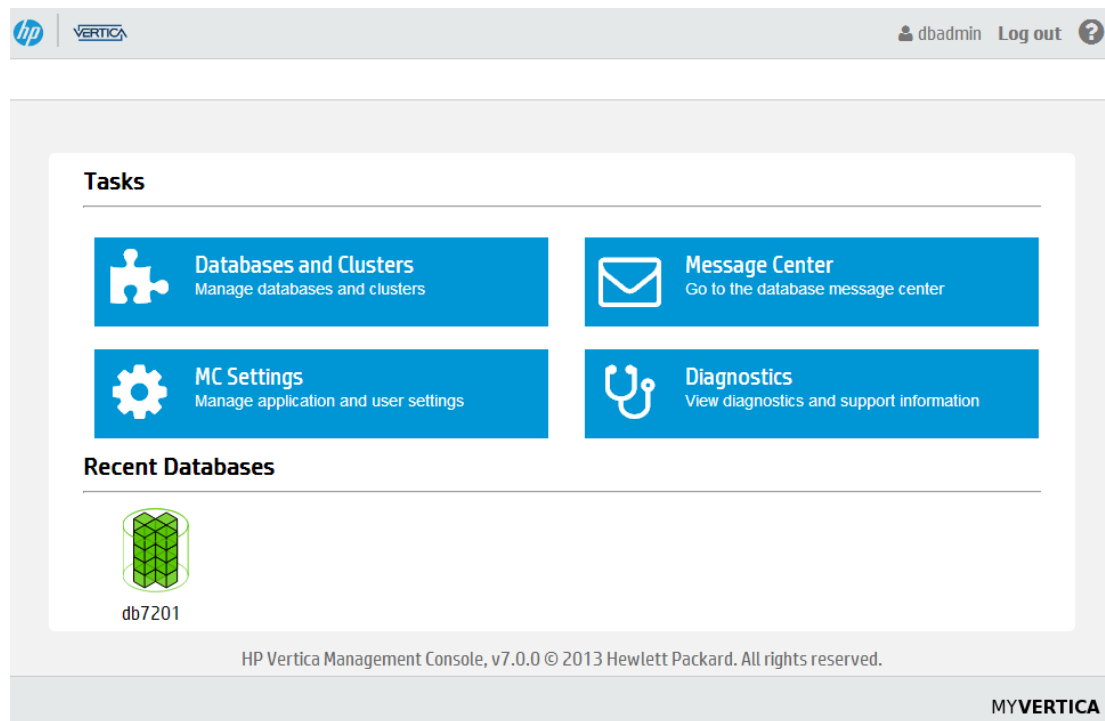 hp VERTICA dbadmin Log out ?
Tasks
Databases and Clusters
Manage databases and clusters
Message Center
Go to the database message center
MC Settings
Manage application and user settings
Diagnostics
View diagnostics and support information
Recent Databases
db7201
HP Vertica Management Console, v7.0.0 © 2013 Hewlett Packard. All rights reserved.
MYVERTICA